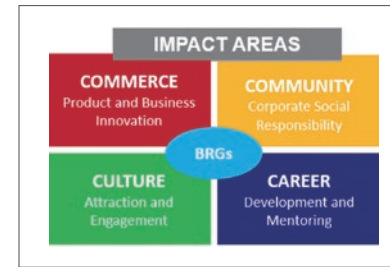 IMPACT AREAS
COMMERCE
Product and Business
Innovation
COMMUNITY
Corporate Social
Responsibility
BRGs
CULTURE
Attraction and
Engagement
CAREER
Development and
Mentoring